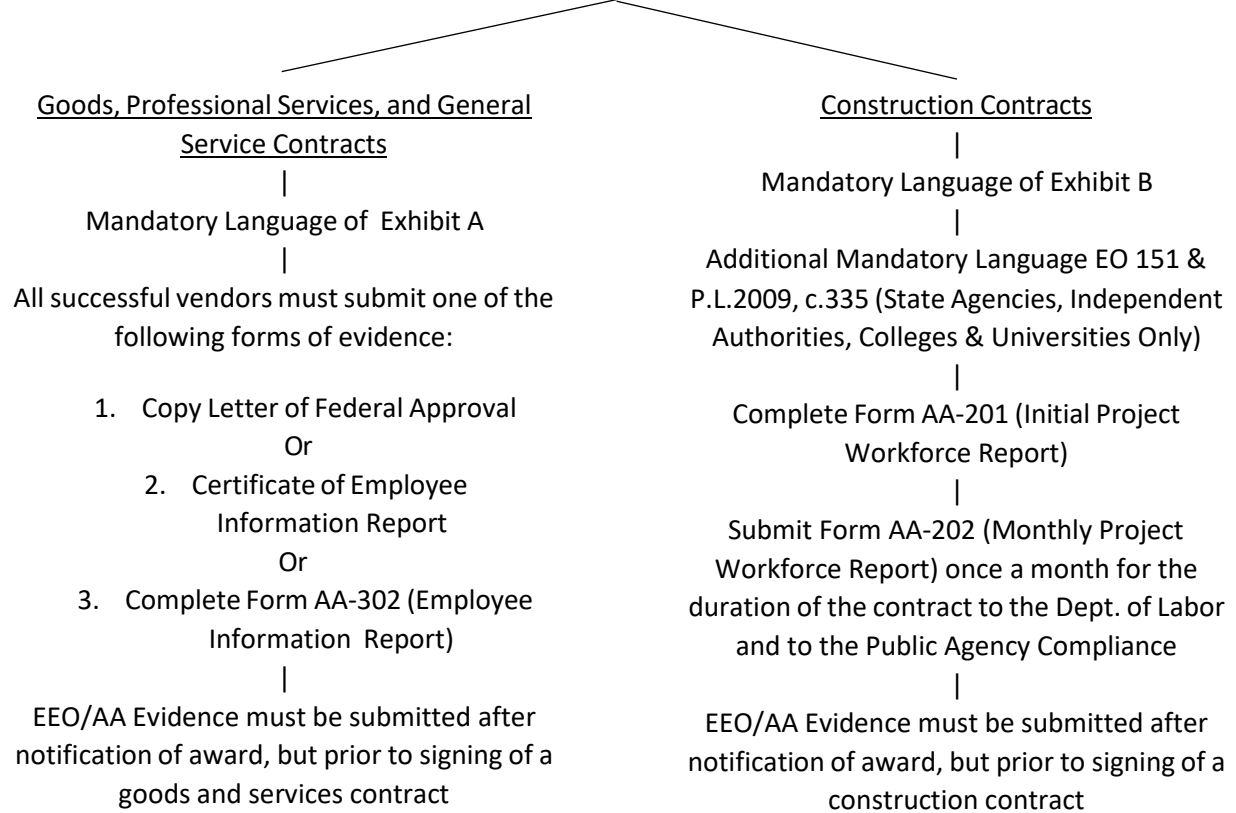 Goods, Professional Services, and General
Service Contracts
|
Mandatory Language of Exhibit A
|
All successful vendors must submit one of the
following forms of evidence:
1. Copy Letter of Federal Approval
Or
2. Certificate of Employee
Information Report
Or
3. Complete Form AA-302 (Employee
Information Report)
|
EEO/AA Evidence must be submitted after
notification of award, but prior to signing of a
goods and services contract
Construction Contracts
|
Mandatory Language of Exhibit B
|
Additional Mandatory Language EO 151 &
P.L.2009, c.335 (State Agencies, Independent
Authorities, Colleges & Universities Only)
|
Complete Form AA-201 (Initial Project
Workforce Report)
|
Submit Form AA-202 (Monthly Project
Workforce Report) once a month for the
duration of the contract to the Dept. of Labor
and to the Public Agency Compliance
|
EEO/AA Evidence must be submitted after
notification of award, but prior to signing of a
construction contract